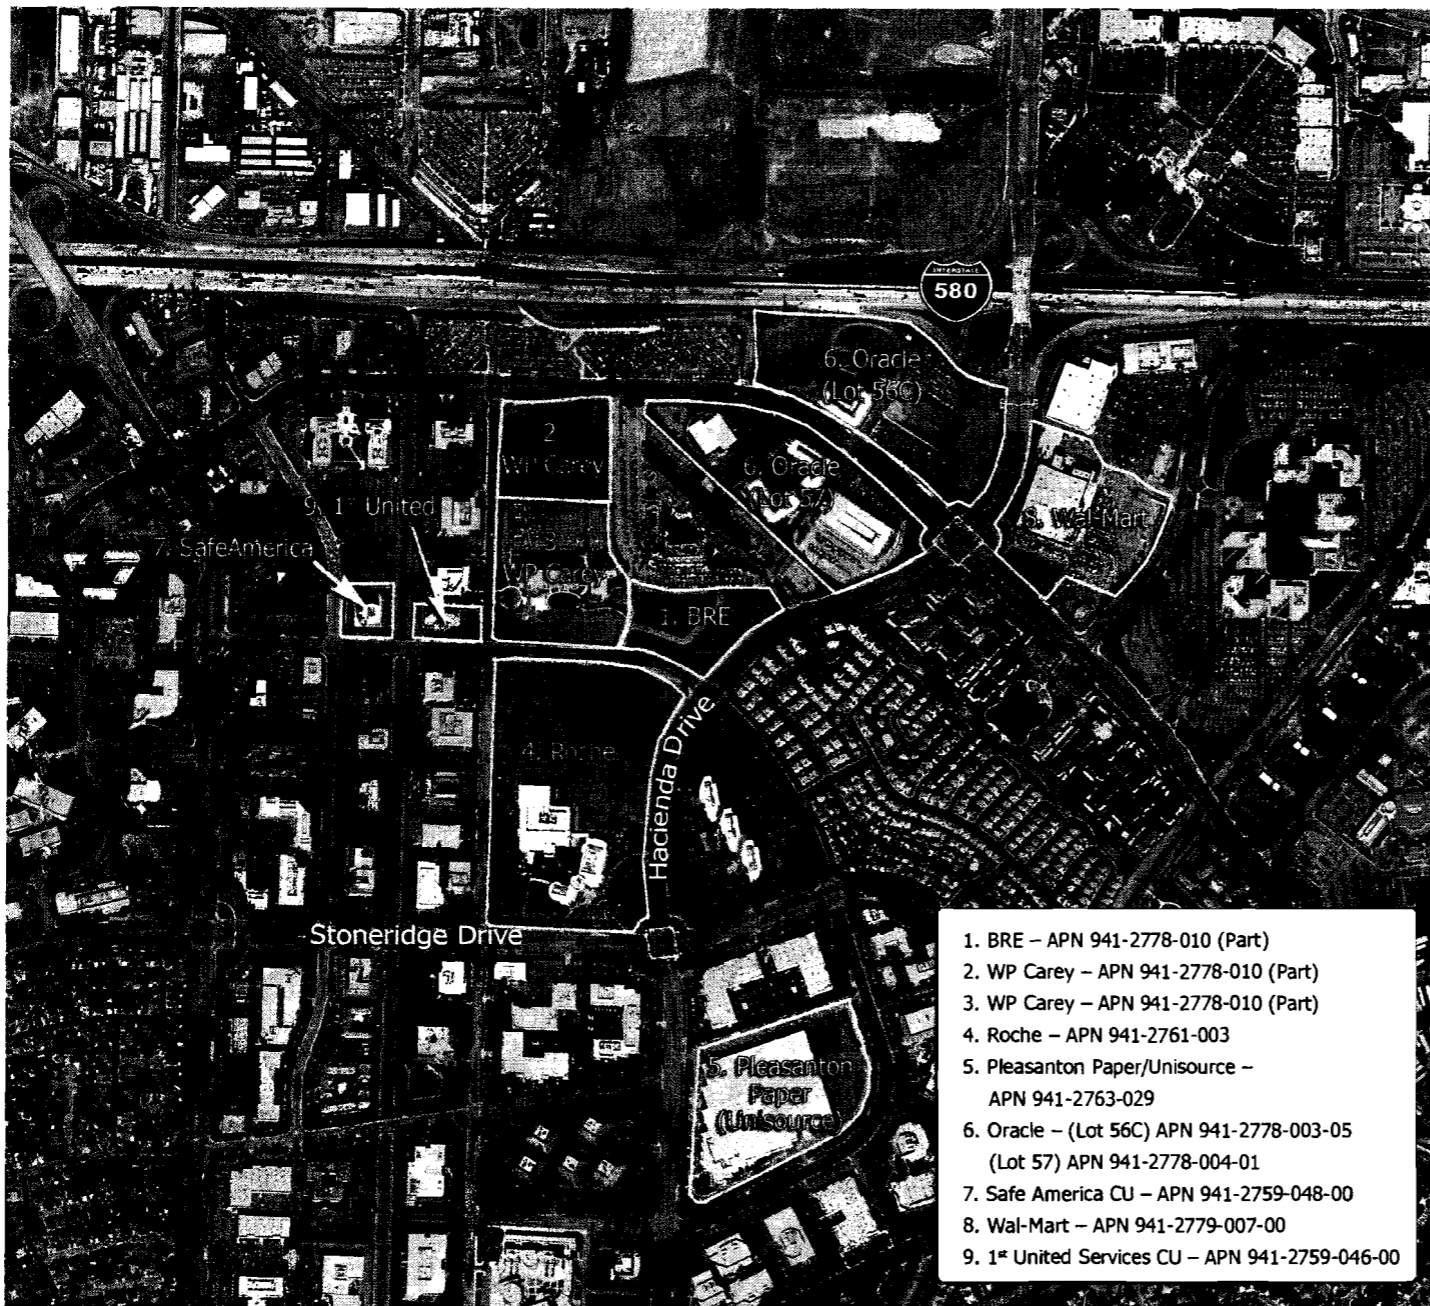 INTERSTATE
580
6. Oracle
(Lot 56C)
2
WP Carey
6. Oracle
(Lot 57)
9. 1st United
8. Wal-Mart
7. SafeAmerica
3
WP Carey
1. BRE
4. Roche
Hacienda Drive
Stoneridge Drive
5. Pleasanton
Paper
(Unisource)
1. BRE – APN 941-2778-010 (Part)
2. WP Carey – APN 941-2778-010 (Part)
3. WP Carey – APN 941-2778-010 (Part)
4. Roche – APN 941-2761-003
5. Pleasanton Paper/Unisource –
APN 941-2763-029
6. Oracle – (Lot 56C) APN 941-2778-003-05
(Lot 57) APN 941-2778-004-01
7. Safe America CU – APN 941-2759-048-00
8. Wal-Mart – APN 941-2779-007-00
9. 1st United Services CU – APN 941-2759-046-00